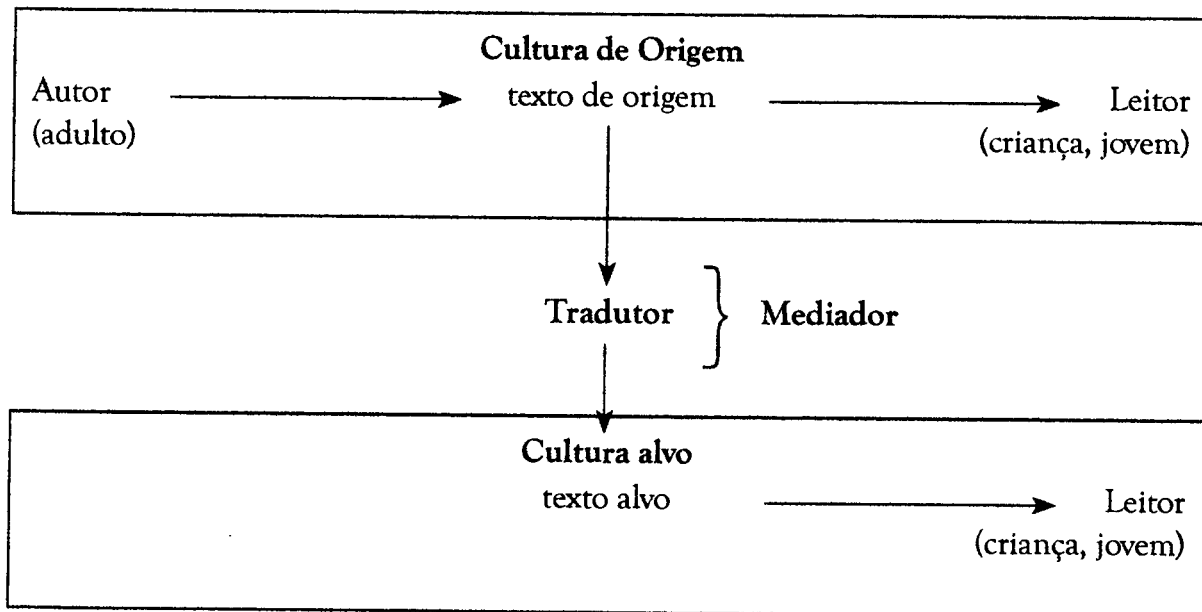 Cultura de Origem
Autor
texto de origem
Leitor
(adulto)
(criança, jovem)
Tradutor
Mediador
Cultura alvo
texto alvo
Leitor
(criança, jovem)